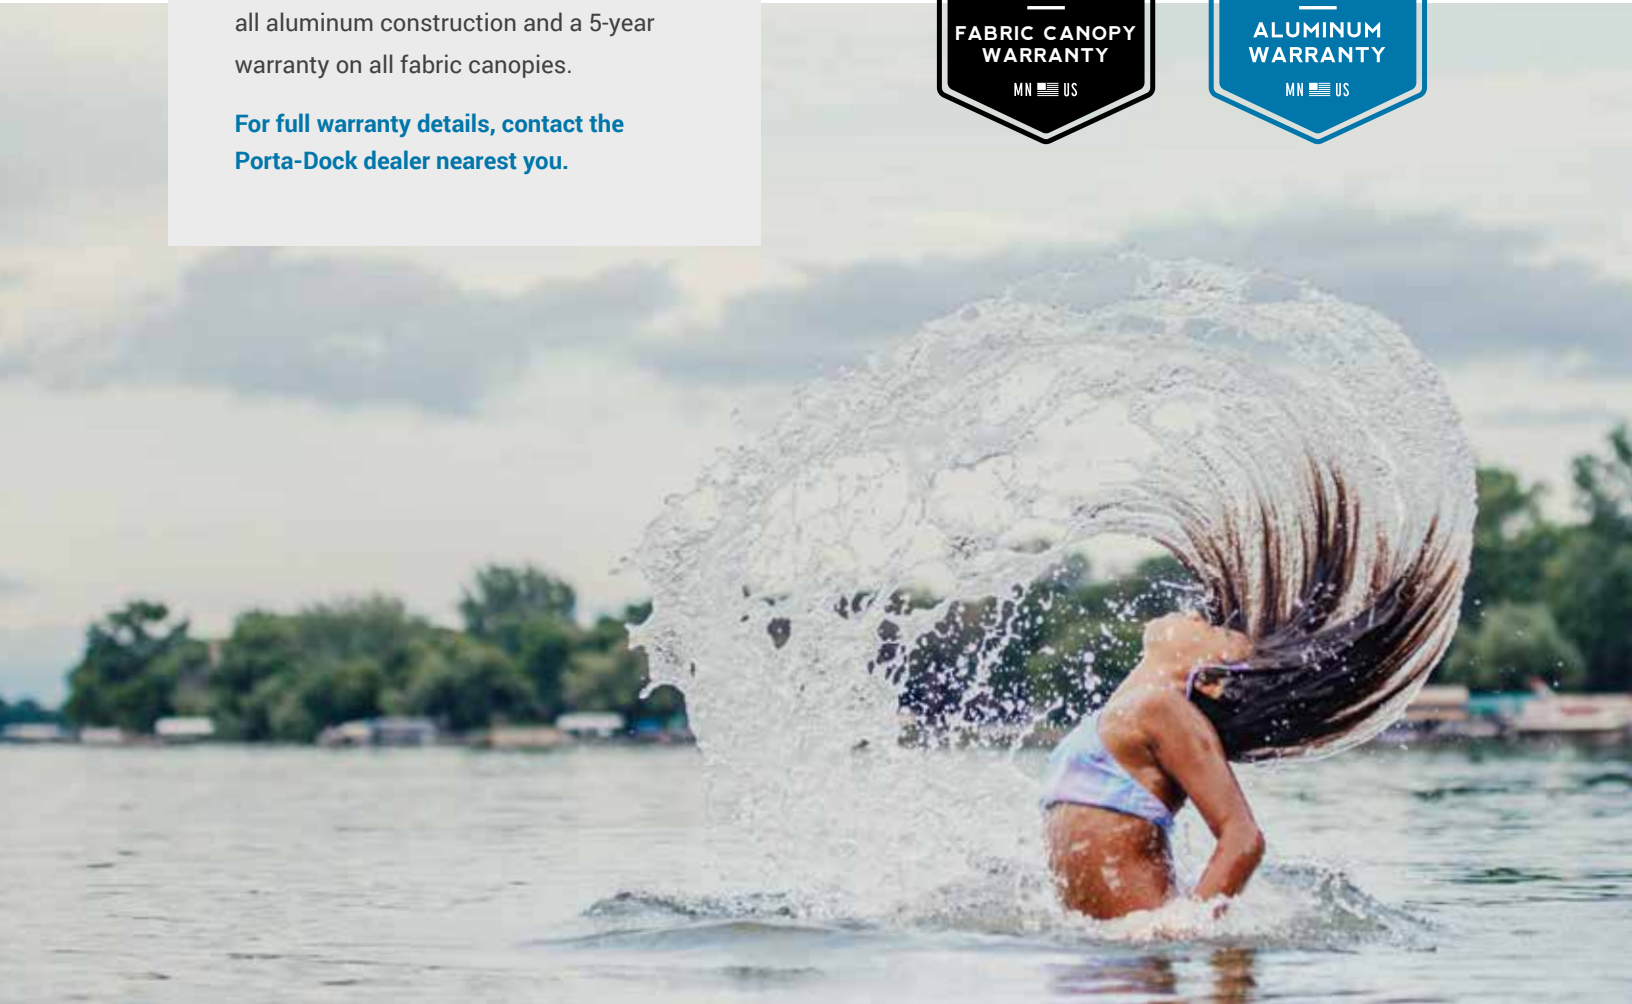 all aluminum construction and a 5-year
warranty on all fabric canopies.
For full warranty details, contact the
Porta-Dock dealer nearest you.
FABRIC CANOPY
WARRANTY
MN US
ALUMINUM
WARRANTY
MN US